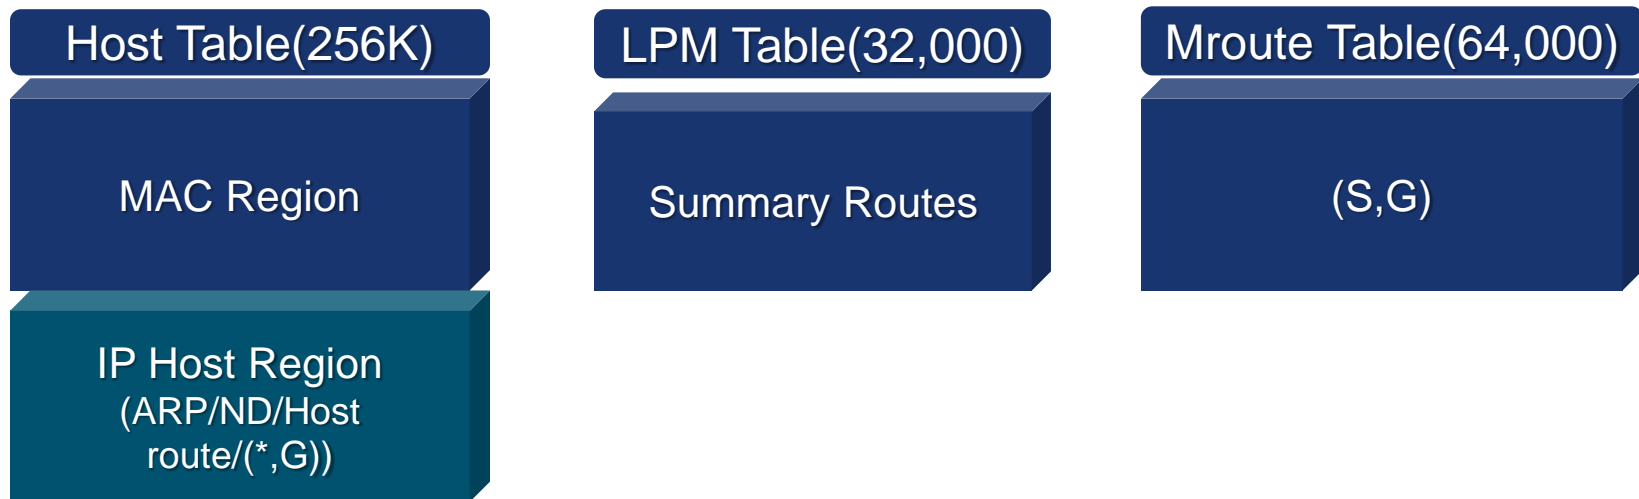 Host Table(256K)
MAC Region
IP Host Region
(ARP/ND/Host
route/(*,G))
LPM Table(32,000)
Summary Routes
Mroute Table(64,000)
(S,G)